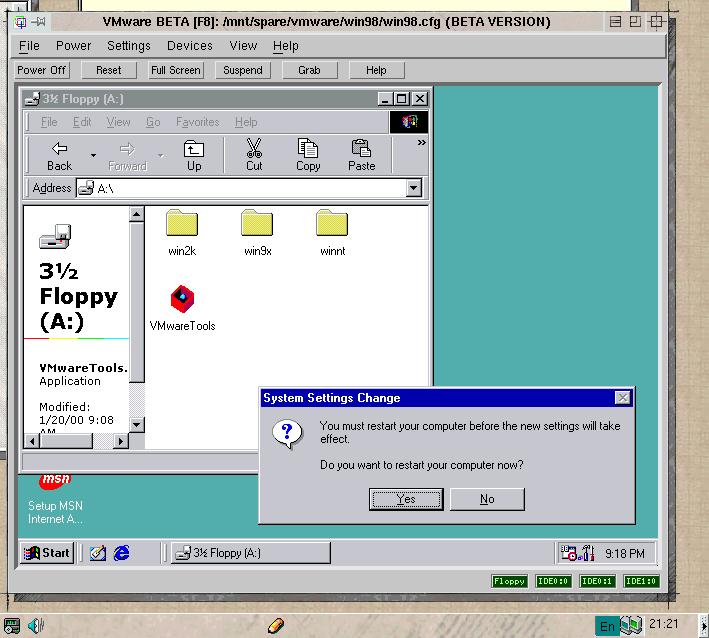 VMware BETA [F8]: /mnt/spare/vmware/win98/win98.cfg (BETA VERSION)
File Power Settings Devices View Help
Power Off Reset Full Screen Suspend Grab Help
3½ Floppy (A:)
File Edit View Go Favorites Help
Back Forward Up Cut Copy Paste »
Address A:\
3½
Floppy
(A:)
VMwareTools.
Application
Modified:
1/20/00 9:08
AM
win2k win9x winnt
VMwareTools
System Settings Change
You must restart your computer before the new settings will take
effect.
Do you want to restart your computer now?
Yes No
msn
Setup MSN
Internet A...
Start 3½ Floppy (A:) 9:18 PM
Floppy IDE0:0 IDE0:1 IDE1:0
En 21:21